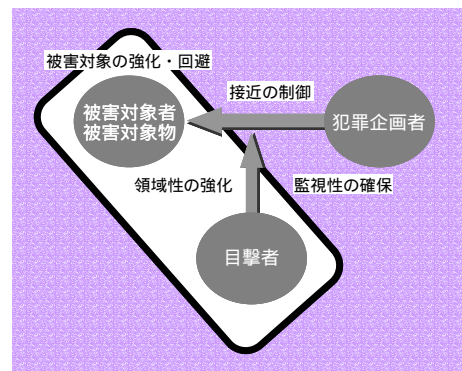 被害対象の強化・回避
接近の制御
被害対象者
被害対象物
犯罪企画者
領域性の強化
監視性の確保
目撃者